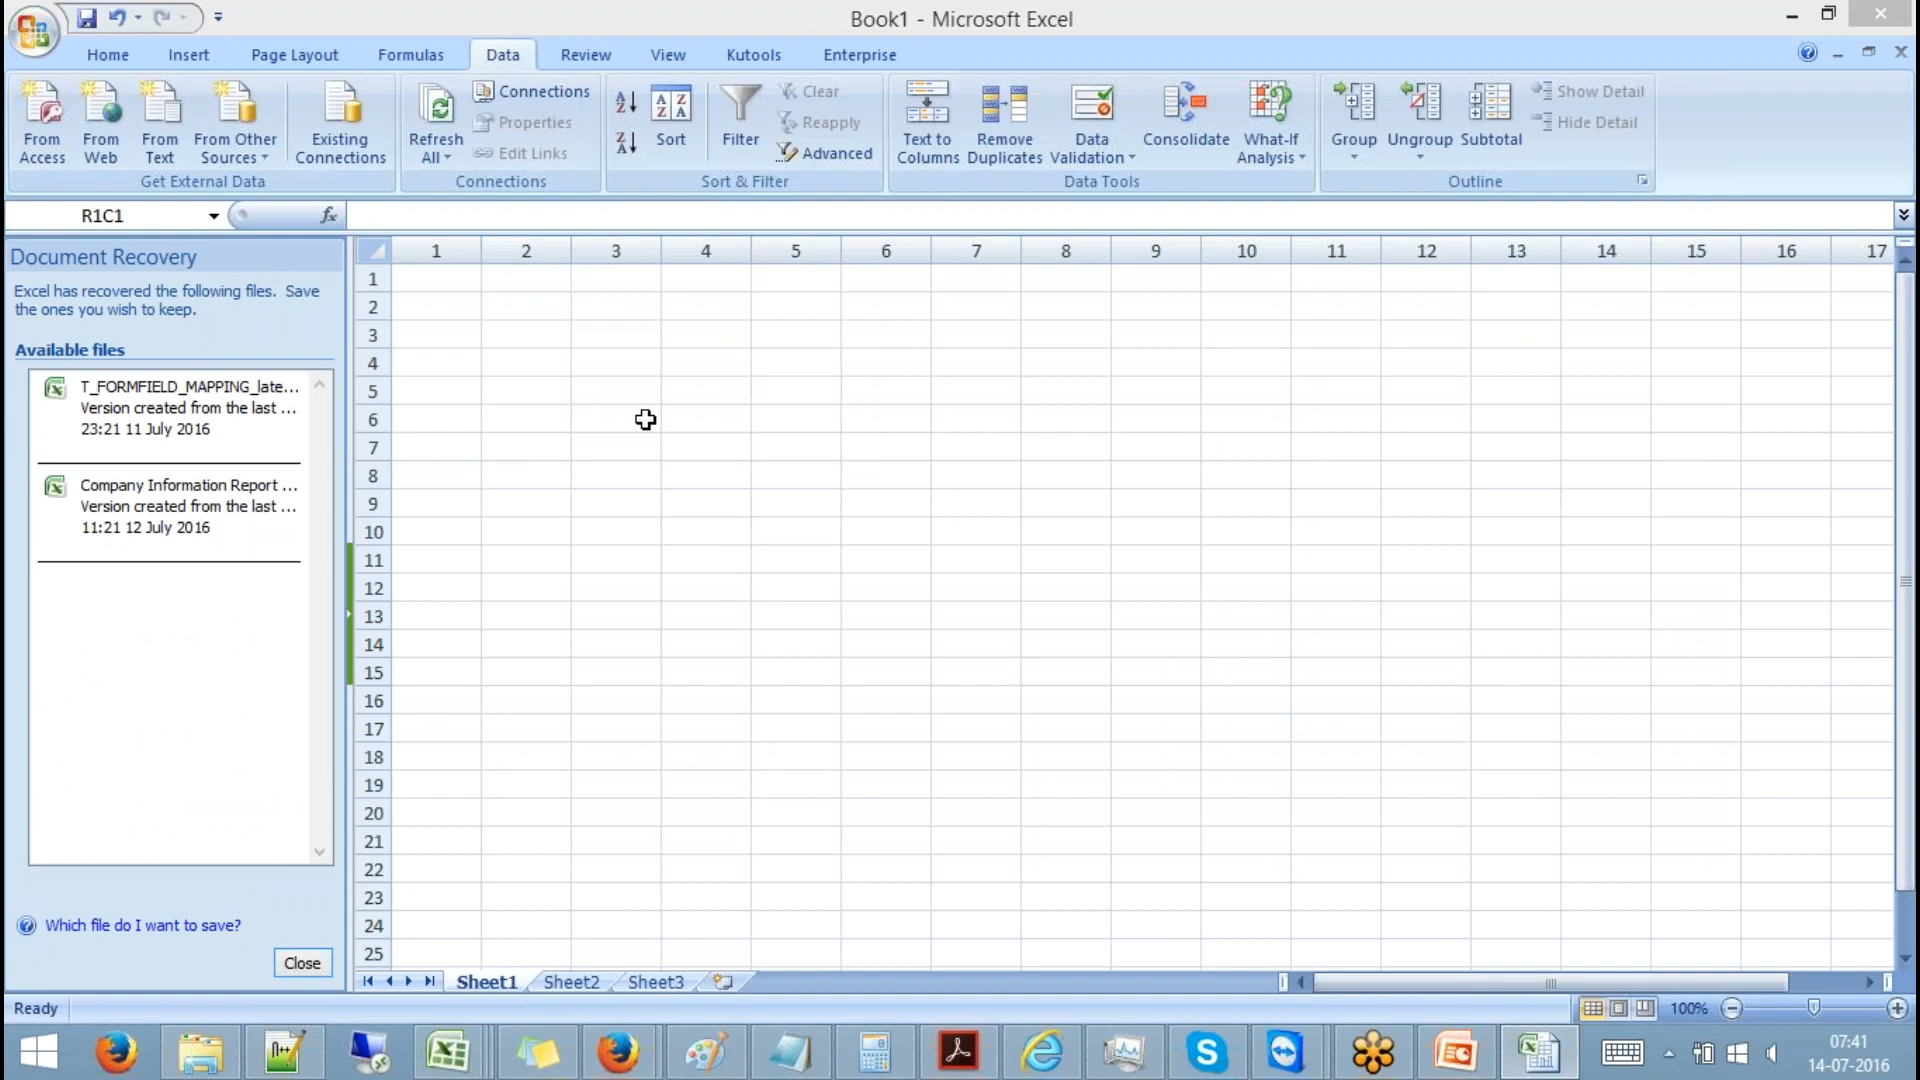 Book1 - Microsoft Excel
Home Insert Page Layout Formulas Data Review View Kutools Enterprise
From Access
From Web
From Text
From Other Sources
Existing Connections
Get External Data
Refresh All
Connections
Properties
Edit Links
Connections
Sort
Filter
Clear
Reapply
Advanced
Sort & Filter
Text to Columns
Remove Duplicates
Data Validation
Consolidate
What-If Analysis
Data Tools
Group
Ungroup
Subtotal
Show Detail
Hide Detail
Outline
R1C1
fx
Document Recovery
Excel has recovered the following files. Save
the ones you wish to keep.
Available files
T_FORMFIELD_MAPPING_late...
Version created from the last ...
23:21 11 July 2016
Company Information Report ...
Version created from the last ...
11:21 12 July 2016
Which file do I want to save?
Close
1 2 3 4 5 6 7 8 9 10 11 12 13 14 15 16 17
1
2
3
4
5
6
7
8
9
10
11
12
13
14
15
16
17
18
19
20
21
22
23
24
25
Sheet1 Sheet2 Sheet3
Ready
100%
07:41
14-07-2016